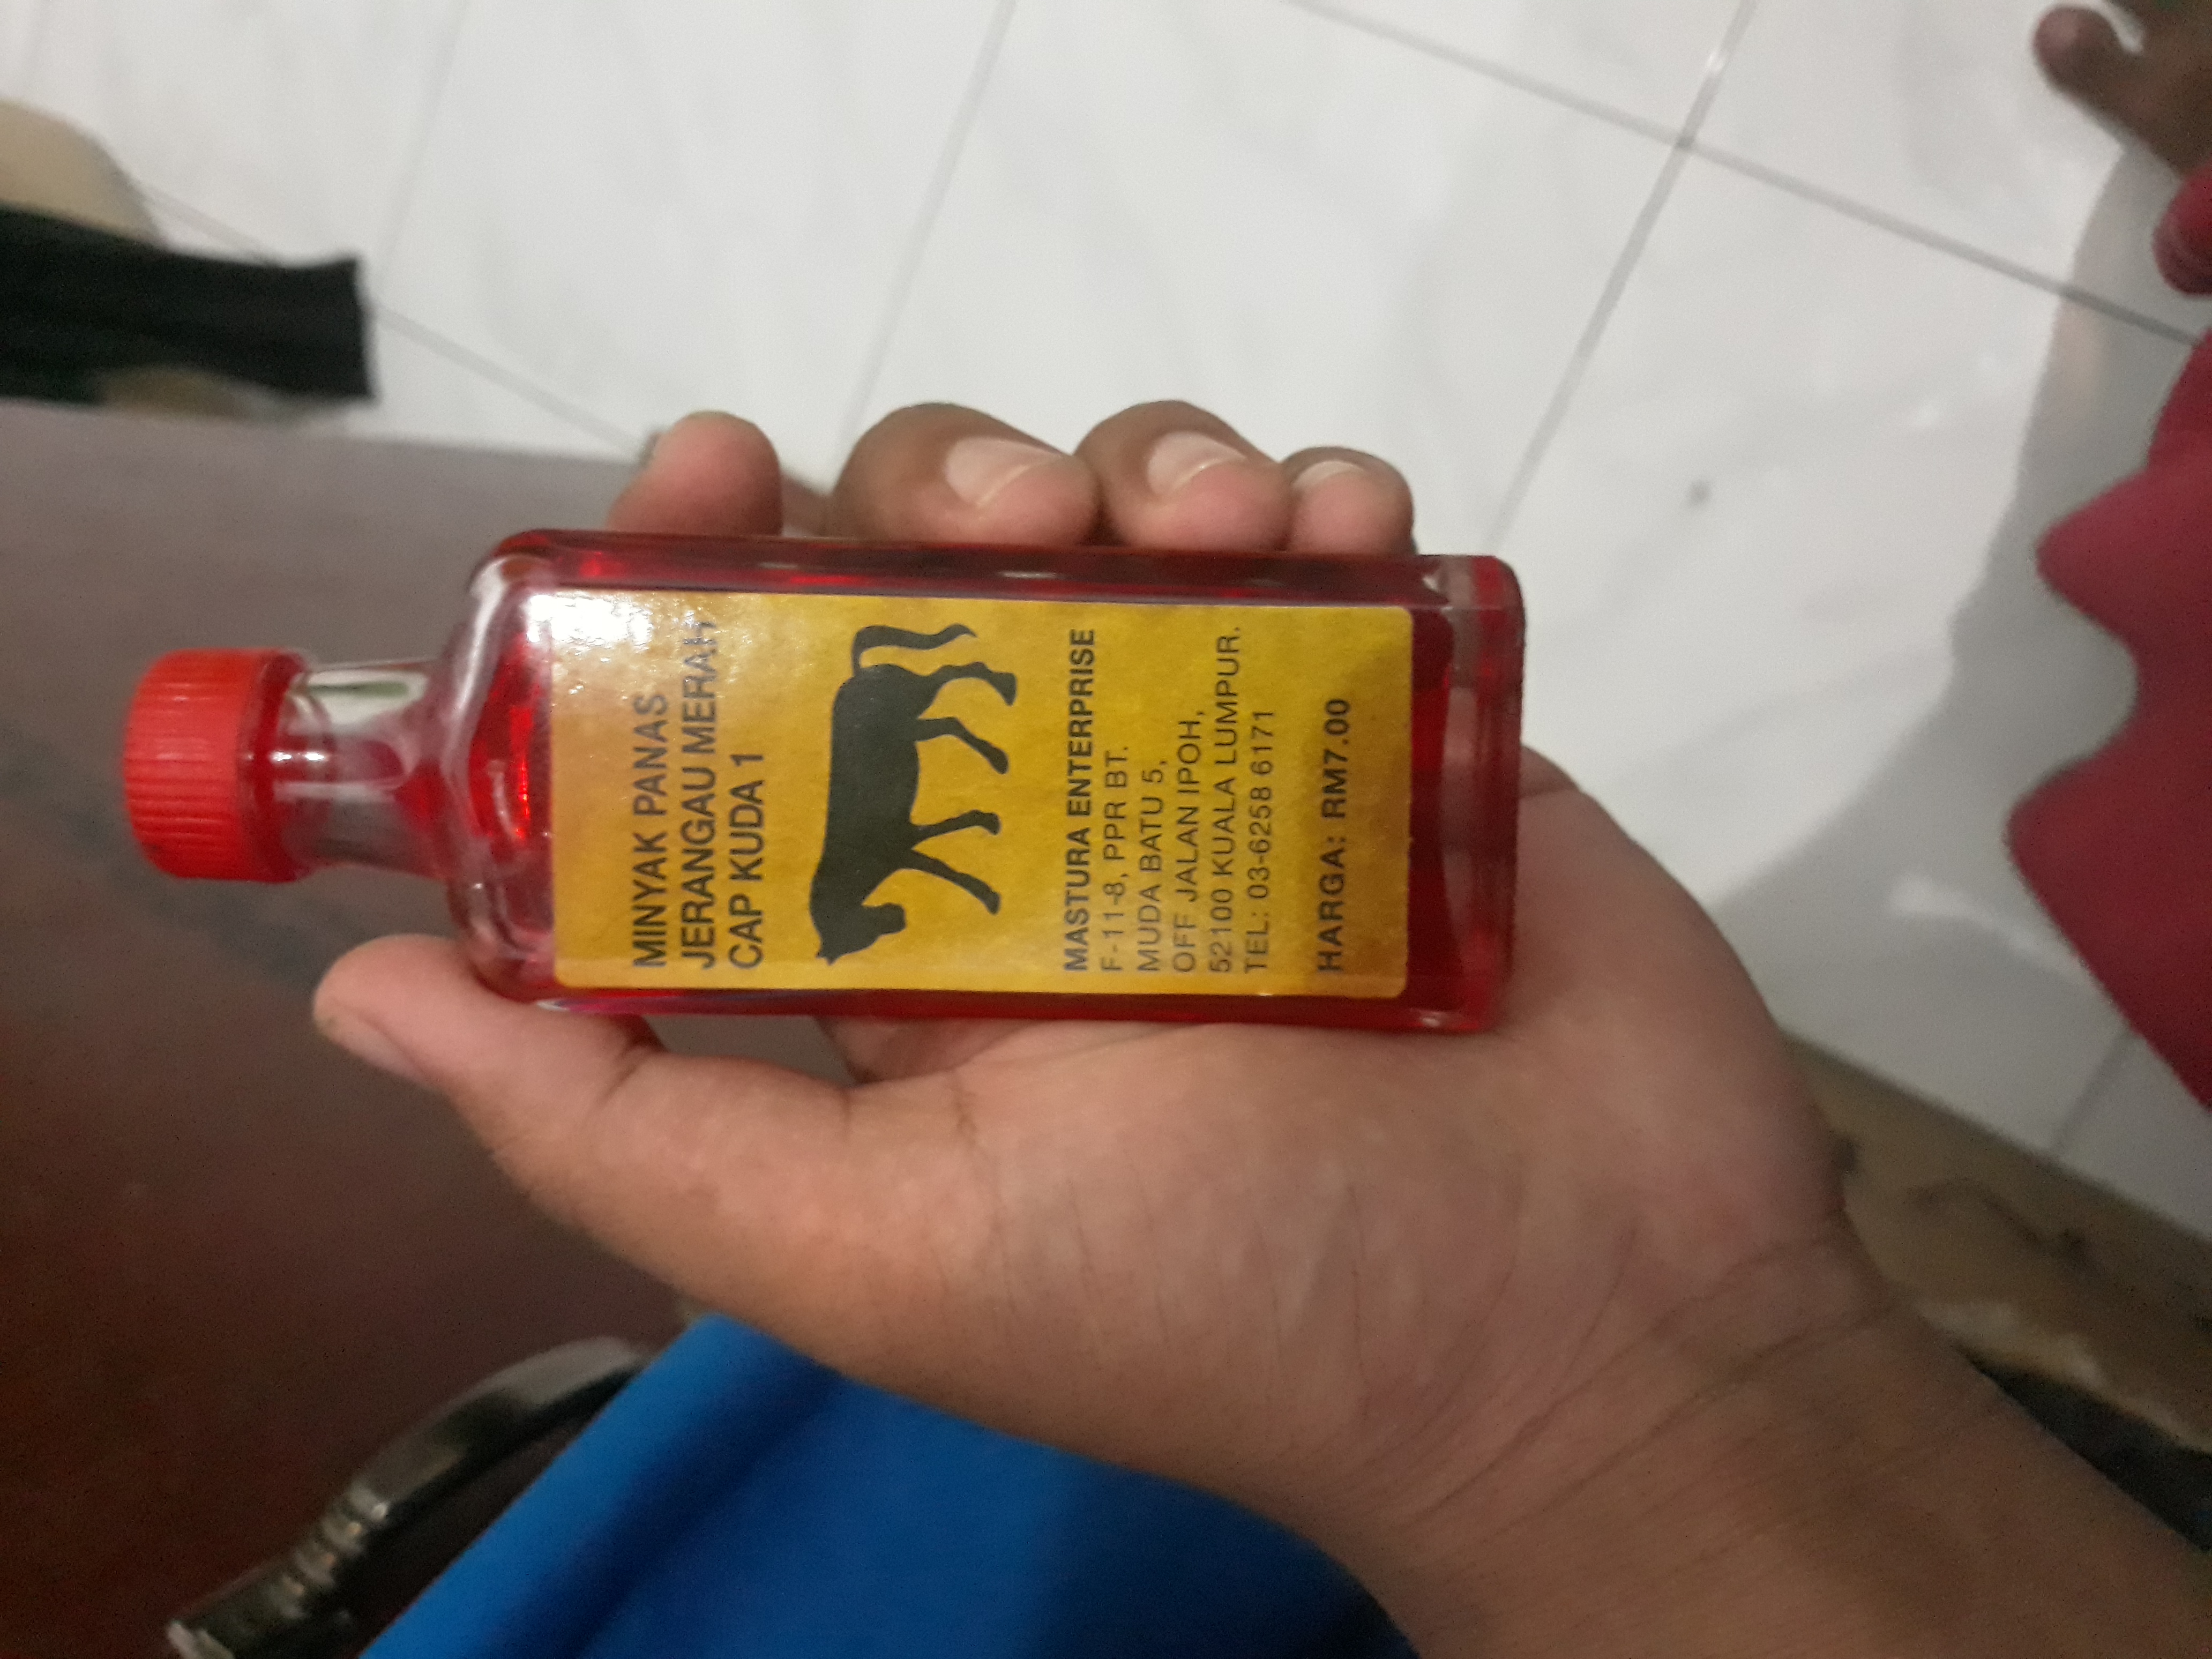 MINYAK PANAS
JERANGAU MERAH
CAP KUDA 1
MASTURA ENTERPRISE
F-11-8, PPR BT.
MUDA BATU 5,
OFF JALAN IPOH,
52100 KUALA LUMPUR.
TEL: 03-6258 6171
HARGA: RM7.00